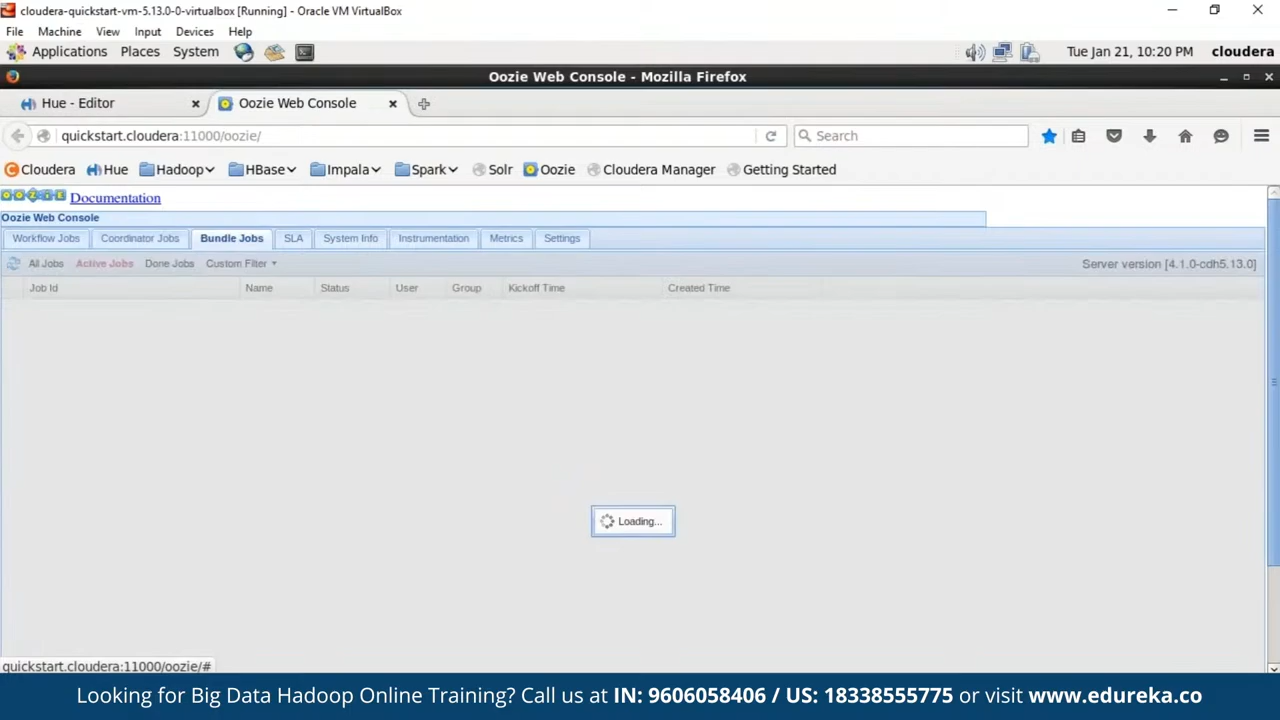 cloudera-quickstart-vm-5.13.0-0-virtualbox [Running] - Oracle VM VirtualBox
File Machine View Input Devices Help
Applications Places System Tue Jan 21, 10:20 PM cloudera
Oozie Web Console - Mozilla Firefox
Hue - Editor Oozie Web Console
quickstart.cloudera:11000/oozie/ Search
Cloudera Hue Hadoop HBase Impala Spark Solr Oozie Cloudera Manager Getting Started
OOZIE Documentation
Oozie Web Console
Workflow Jobs Coordinator Jobs Bundle Jobs SLA System Info Instrumentation Metrics Settings
All Jobs Active Jobs Done Jobs Custom Filter Server version [4.1.0-cdh5.13.0]
Job Id Name Status User Group Kickoff Time Created Time
Loading...
quickstart.cloudera:11000/oozie/#
Looking for Big Data Hadoop Online Training? Call us at IN: 9606058406 / US: 18338555775 or visit www.edureka.co